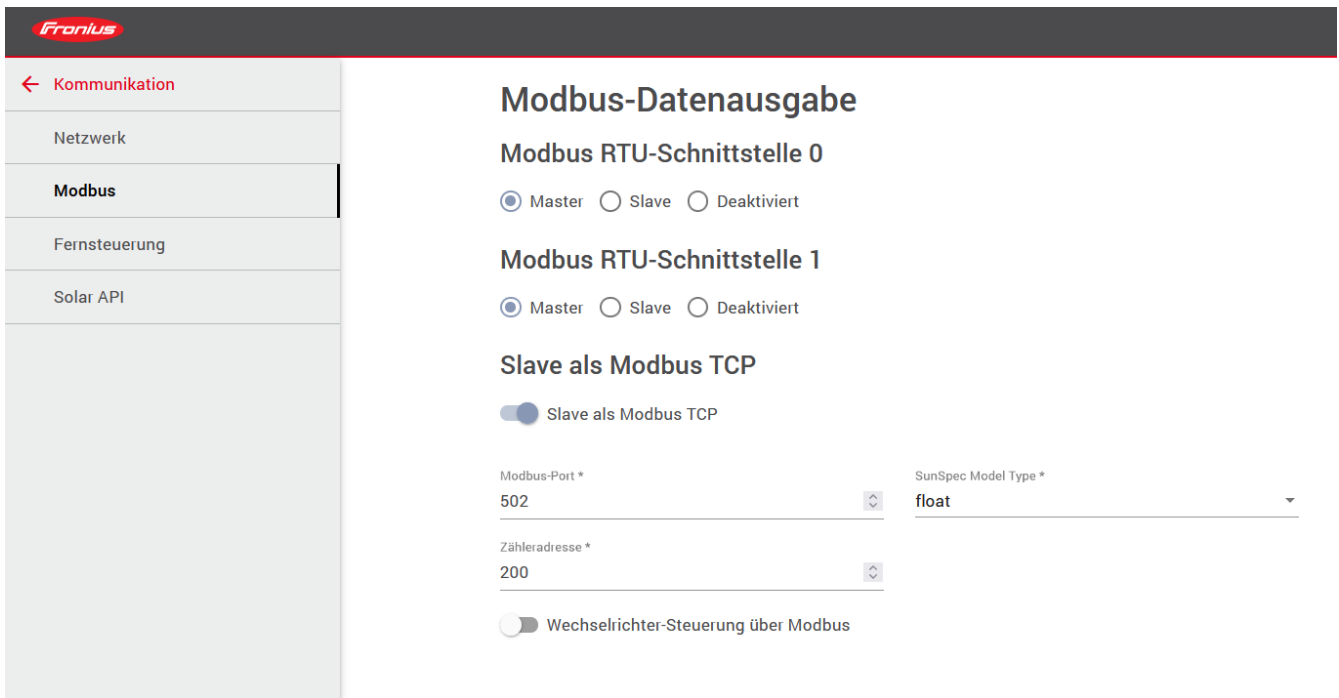 Fronius
Kommunikation
Netzwerk
Modbus
Fernsteuerung
Solar API
Modbus-Datenausgabe
Modbus RTU-Schnittstelle 0
Master Slave Deaktiviert
Modbus RTU-Schnittstelle 1
Master Slave Deaktiviert
Slave als Modbus TCP
Slave als Modbus TCP
Modbus-Port * SunSpec Model Type *
502 float
Zähleradresse *
200
Wechselrichter-Steuerung über Modbus